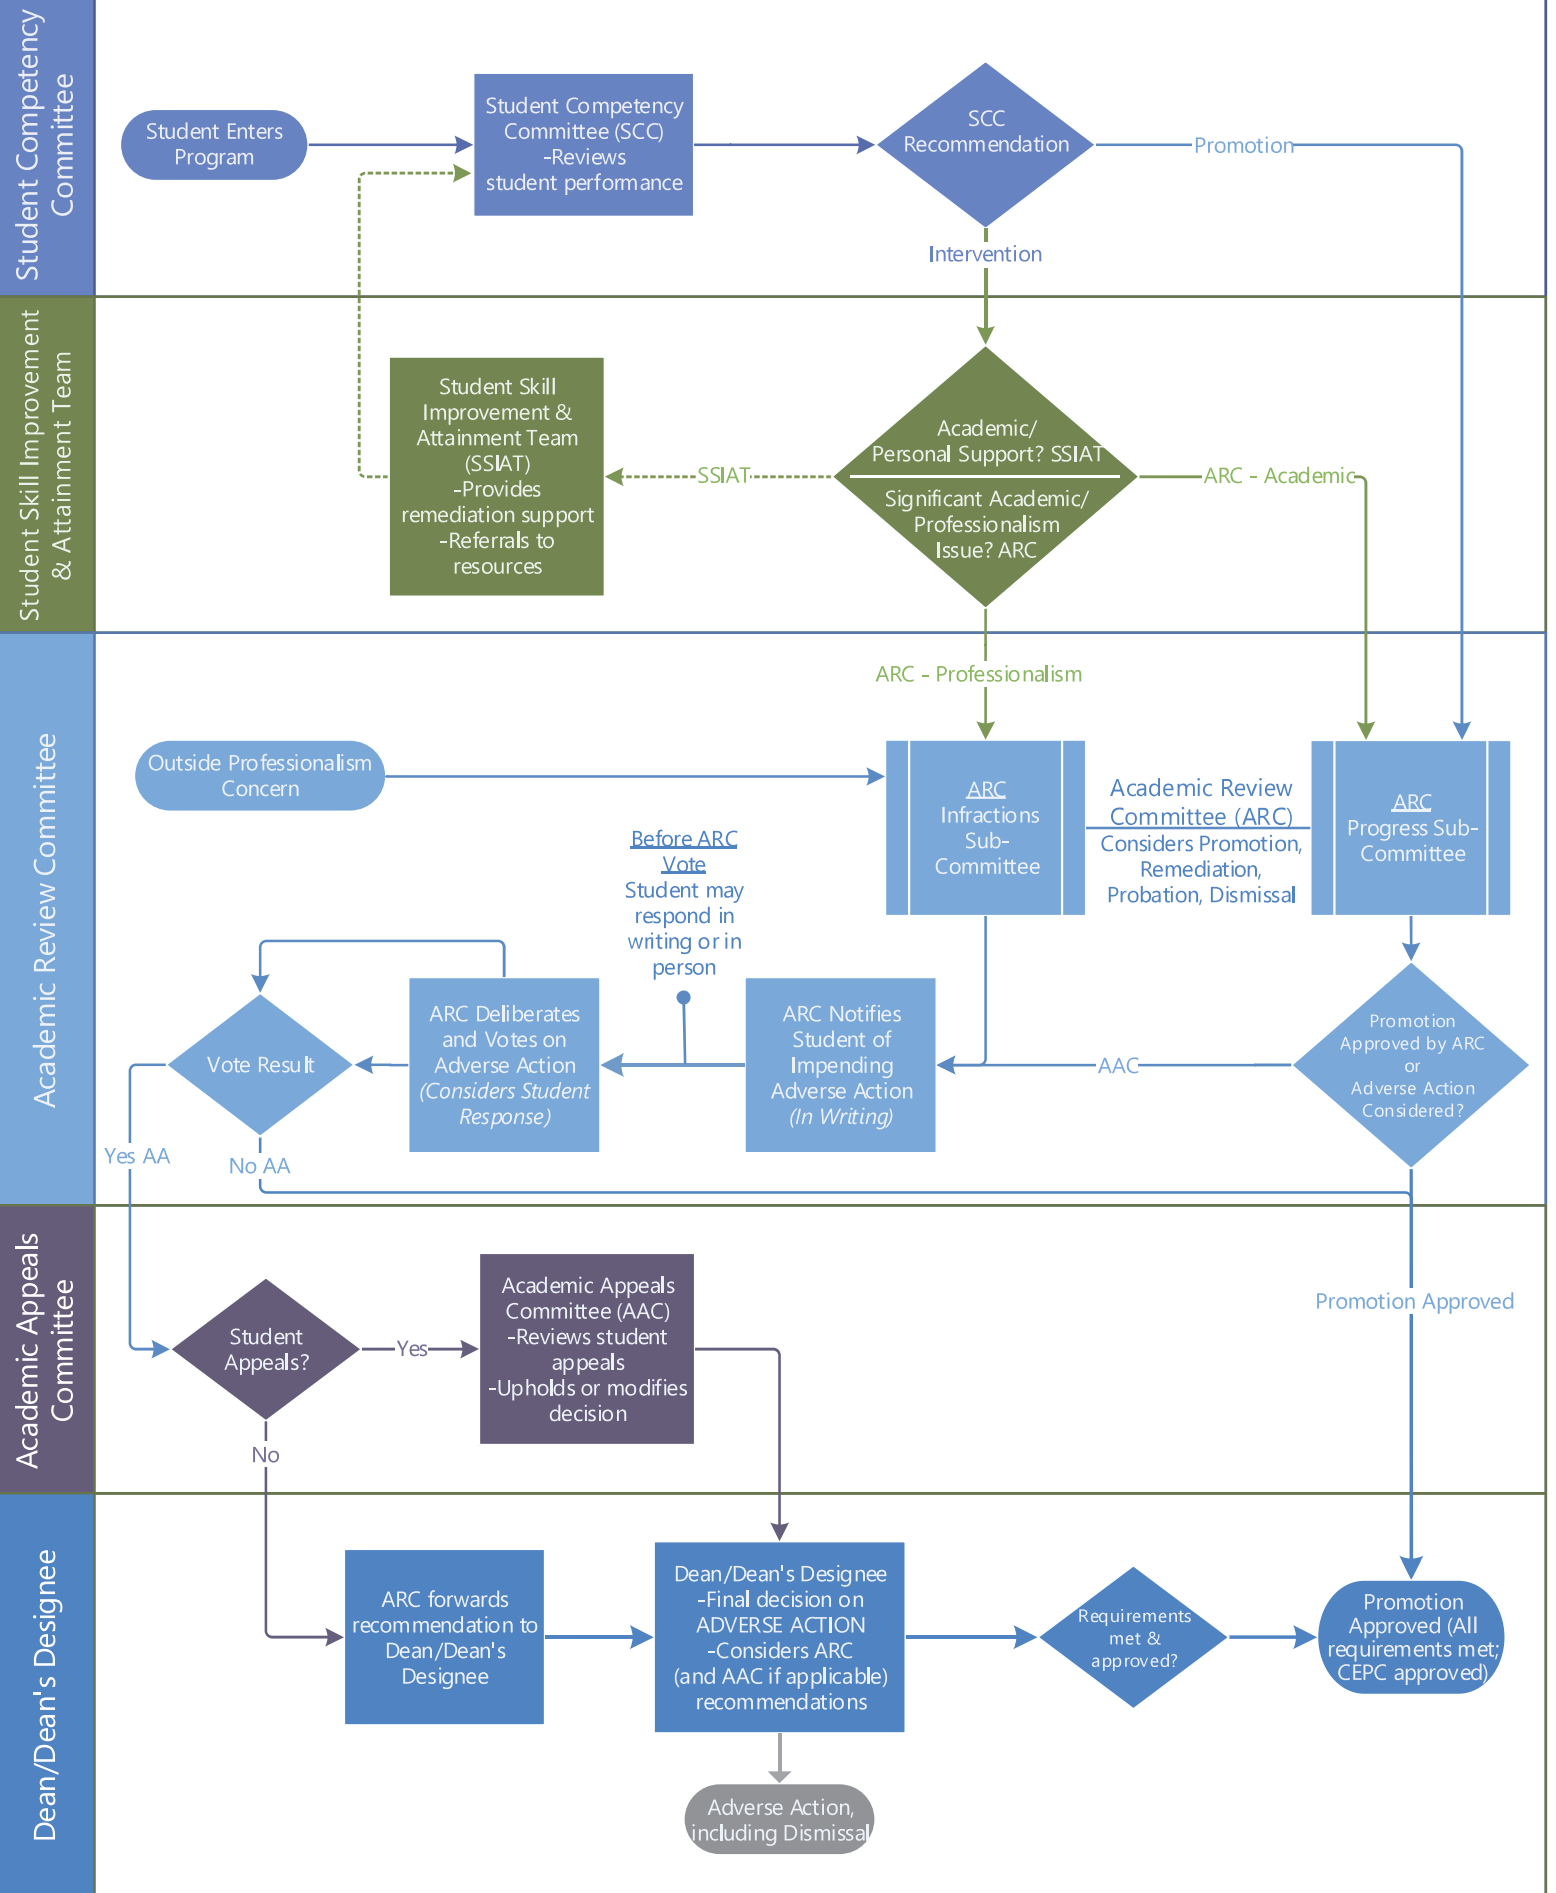 Student Competency
Committee
Student Enters
Program
Student Competency
Committee (SCC)
-Reviews
student performance
SCC
Recommendation
Promotion
Intervention
Student Skill Improvement
& Attainment Team
Student Skill
Improvement &
Attainment Team
(SSIAT)
-Provides
remediation support
-Referrals to
resources
SSIAT
Academic/
Personal Support? SSIAT
Significant Academic/
Professionalism
Issue? ARC
ARC - Academic
ARC - Professionalism
Academic Review Committee
Outside Professionalism
Concern
ARC
Infractions
Sub-
Committee
Academic Review
Committee (ARC)
Considers Promotion,
Remediation,
Probation, Dismissal
ARC
Progress Sub-
Committee
Before ARC
Vote
Student may
respond in
writing or in
person
Vote Result
ARC Deliberates
and Votes on
Adverse Action
(Considers Student
Response)
ARC Notifies
Student of
Impending
Adverse Action
(In Writing)
AAC
Promotion
Approved by ARC
or
Adverse Action
Considered?
Yes AA
No AA
Academic Appeals
Committee
Student
Appeals?
Yes
Academic Appeals
Committee (AAC)
-Reviews student
appeals
-Upholds or modifies
decision
Promotion Approved
No
Dean/Dean's Designee
ARC forwards
recommendation to
Dean/Dean's
Designee
Dean/Dean's Designee
-Final decision on
ADVERSE ACTION
-Considers ARC
(and AAC if applicable)
recommendations
Requirements
met &
approved?
Promotion
Approved (All
requirements met;
CEPC approved)
Adverse Action,
including Dismissal